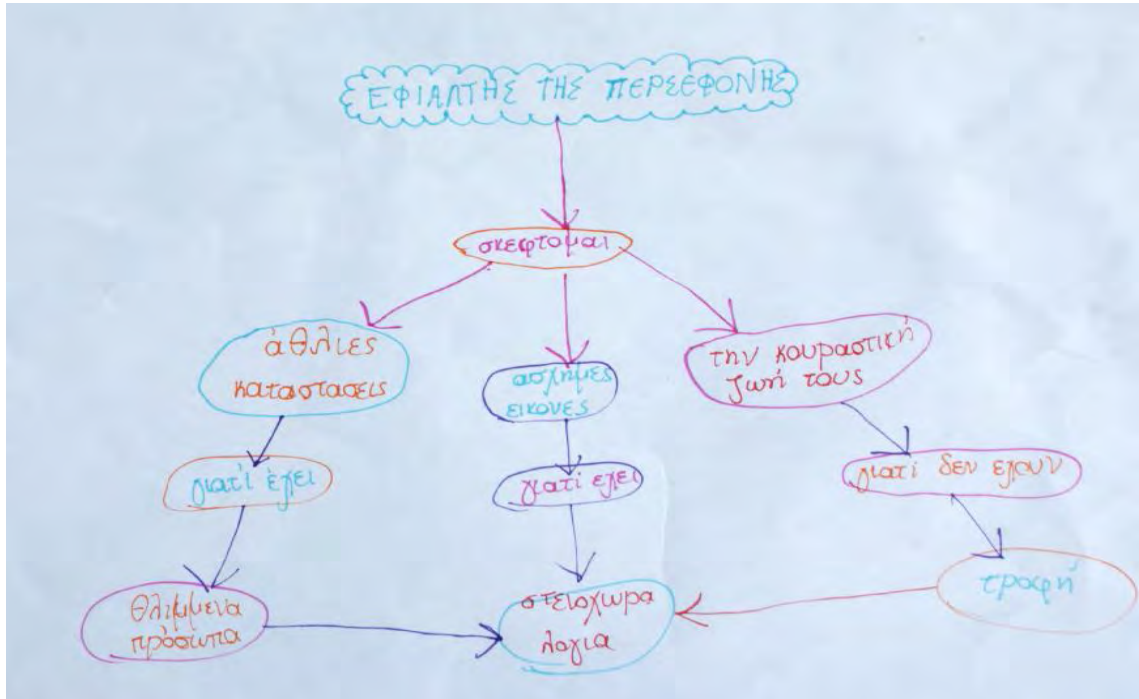 ΕΦΙΑΛΤΗΣ ΤΗΣ ΠΕΡΣΕΦΟΝΗΣ
σκεφτομαι
άθλιες
καταστασεις
ασχημες
εικονες
την κουραστική
ζωή τους
γιατί έχει
γιατί εχει
γιατί δεν εχουν
θλιμμενα
πρόσωπα
στεισχωρα
λογια
τροφή